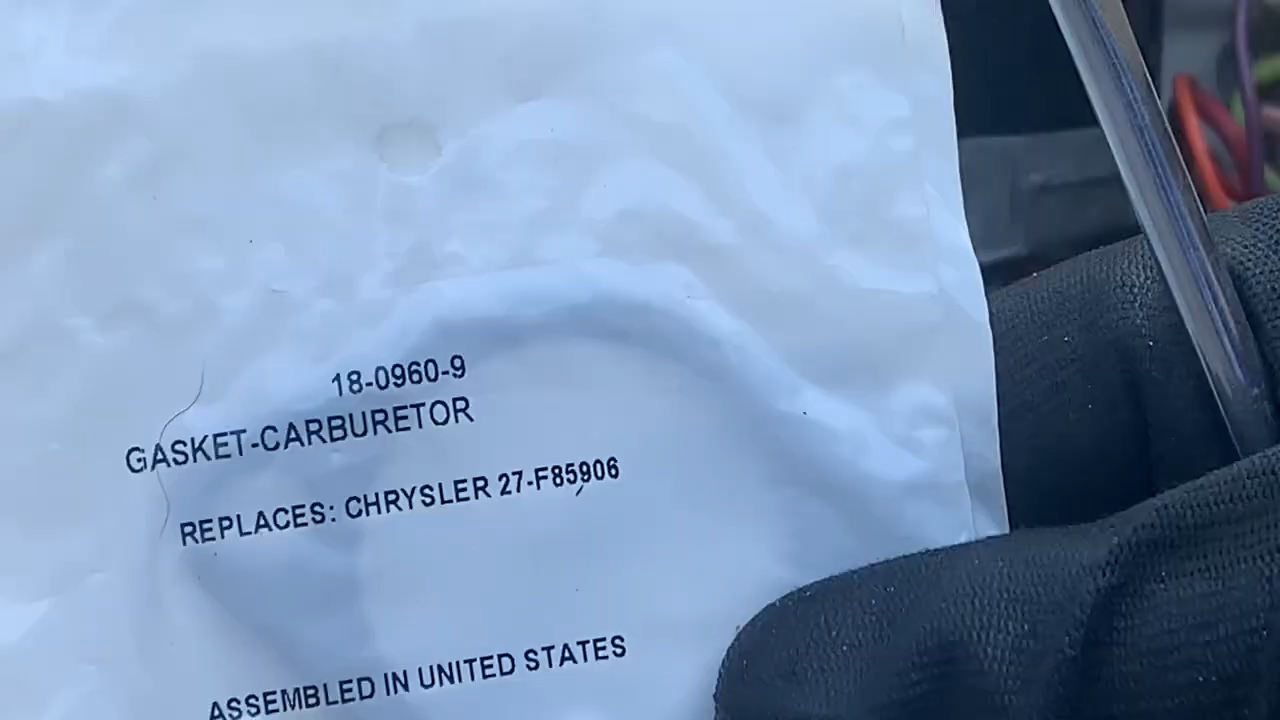 18-0960-9
GASKET-CARBURETOR
REPLACES: CHRYSLER 27-F85906
ASSEMBLED IN UNITED STATES